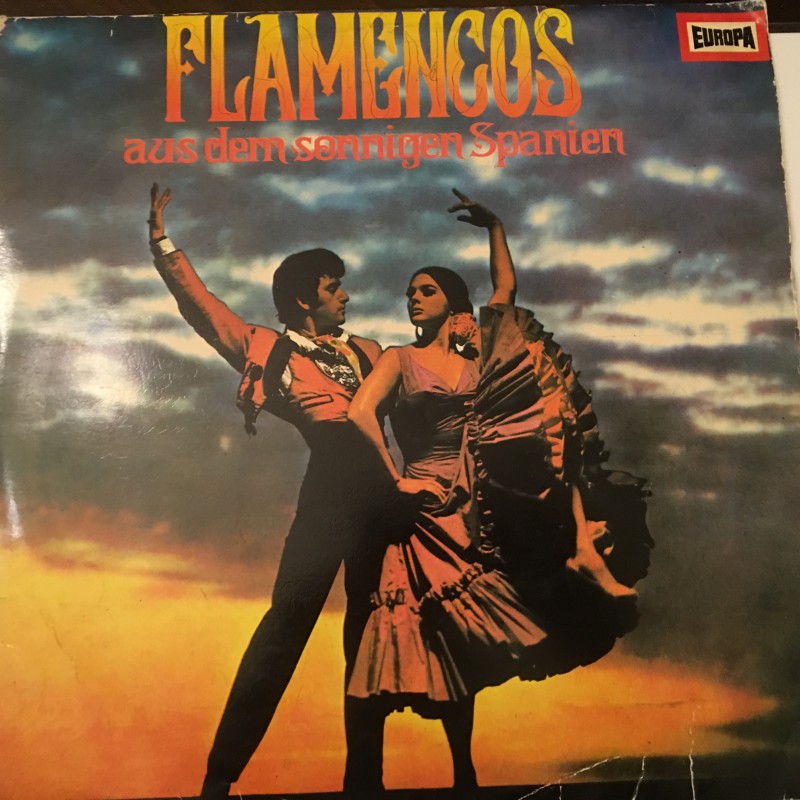 FLAMENCOS
EUROPA
aus dem sonnigen Spanien